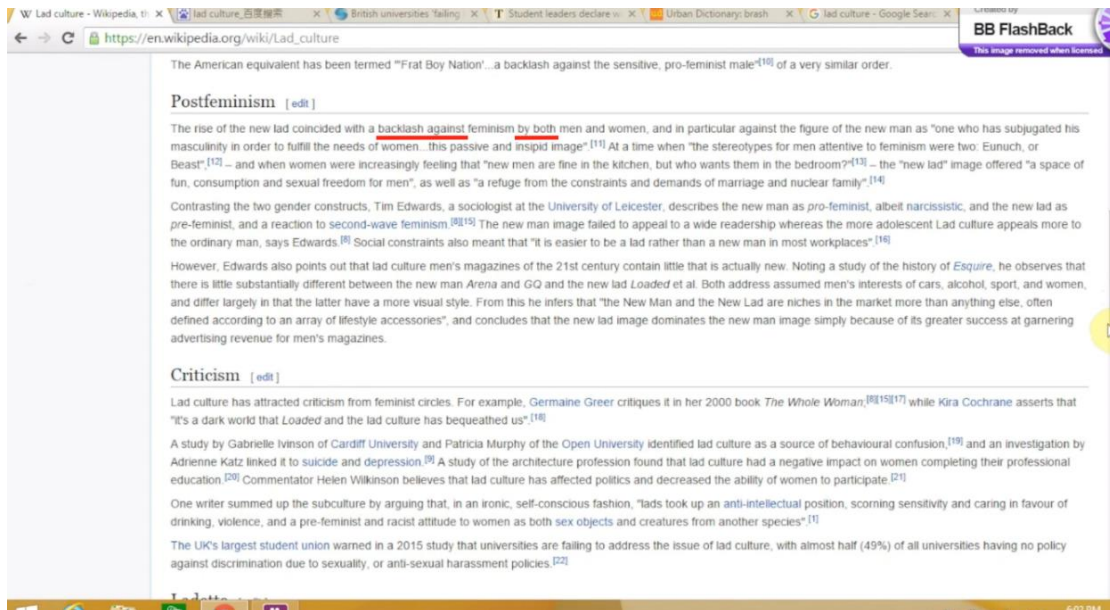 W Lad culture - Wikipedia, th
lad culture_百度搜索
British universities 'failing
T Student leaders declare w
Urban Dictionary: brash
G lad culture - Google Searc
Created by
BB FlashBack
This image removed when licensed
https://en.wikipedia.org/wiki/Lad_culture
The American equivalent has been termed "'Frat Boy Nation'...a backlash against the sensitive, pro-feminist male"[10] of a very similar order.
Postfeminism [ edit ]
The rise of the new lad coincided with a backlash against feminism by both men and women, and in particular against the figure of the new man as "one who has subjugated his
masculinity in order to fulfill the needs of women...this passive and insipid image".[11] At a time when "the stereotypes for men attentive to feminism were two: Eunuch, or
Beast",[12] – and when women were increasingly feeling that "new men are fine in the kitchen, but who wants them in the bedroom?"[13] – the "new lad" image offered "a space of
fun, consumption and sexual freedom for men", as well as "a refuge from the constraints and demands of marriage and nuclear family".[14]
Contrasting the two gender constructs, Tim Edwards, a sociologist at the University of Leicester, describes the new man as pro-feminist, albeit narcissistic, and the new lad as
pre-feminist, and a reaction to second-wave feminism.[8][15] The new man image failed to appeal to a wide readership whereas the more adolescent Lad culture appeals more to
the ordinary man, says Edwards.[8] Social constraints also meant that "it is easier to be a lad rather than a new man in most workplaces".[16]
However, Edwards also points out that lad culture men's magazines of the 21st century contain little that is actually new. Noting a study of the history of Esquire, he observes that
there is little substantially different between the new man Arena and GQ and the new lad Loaded et al. Both address assumed men's interests of cars, alcohol, sport, and women,
and differ largely in that the latter have a more visual style. From this he infers that "the New Man and the New Lad are niches in the market more than anything else, often
defined according to an array of lifestyle accessories", and concludes that the new lad image dominates the new man image simply because of its greater success at garnering
advertising revenue for men's magazines.
Criticism [ edit ]
Lad culture has attracted criticism from feminist circles. For example, Germaine Greer critiques it in her 2000 book The Whole Woman;[8][15][17] while Kira Cochrane asserts that
"it's a dark world that Loaded and the lad culture has bequeathed us".[18]
A study by Gabrielle Ivinson of Cardiff University and Patricia Murphy of the Open University identified lad culture as a source of behavioural confusion,[19] and an investigation by
Adrienne Katz linked it to suicide and depression.[9] A study of the architecture profession found that lad culture had a negative impact on women completing their professional
education.[20] Commentator Helen Wilkinson believes that lad culture has affected politics and decreased the ability of women to participate.[21]
One writer summed up the subculture by arguing that, in an ironic, self-conscious fashion, "lads took up an anti-intellectual position, scorning sensitivity and caring in favour of
drinking, violence, and a pre-feminist and racist attitude to women as both sex objects and creatures from another species".[1]
The UK's largest student union warned in a 2015 study that universities are failing to address the issue of lad culture, with almost half (49%) of all universities having no policy
against discrimination due to sexuality, or anti-sexual harassment policies.[22]
Ladette
6:02 PM